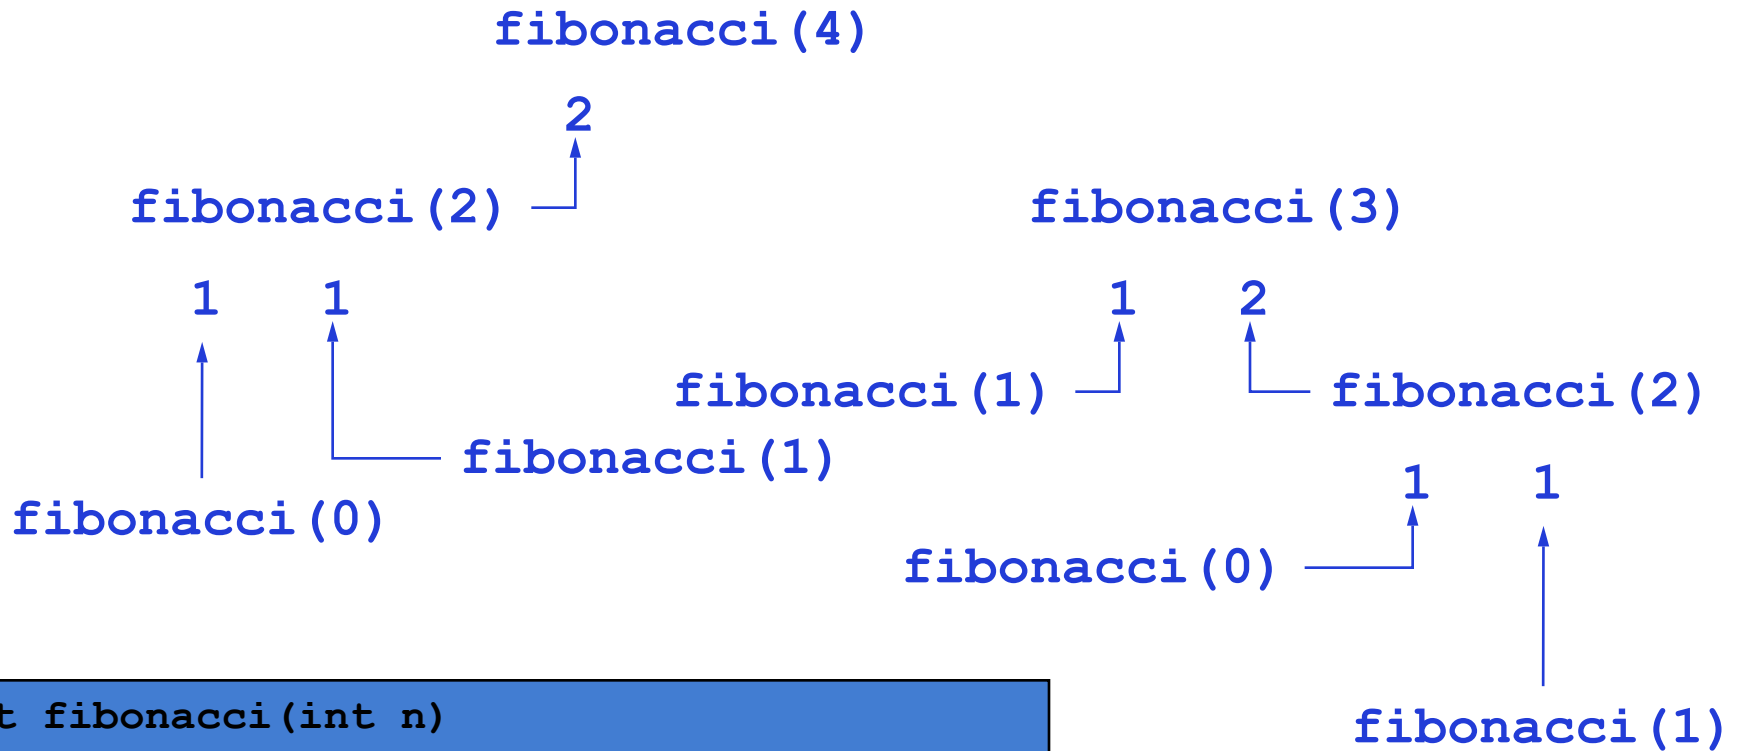 fibonacci(4)
2
fibonacci(2) fibonacci(3)
1 1 1 2
fibonacci(1) fibonacci(2)
fibonacci(1)
1 1
fibonacci(0)
fibonacci(0)
t fibonacci(int n)
fibonacci(1)